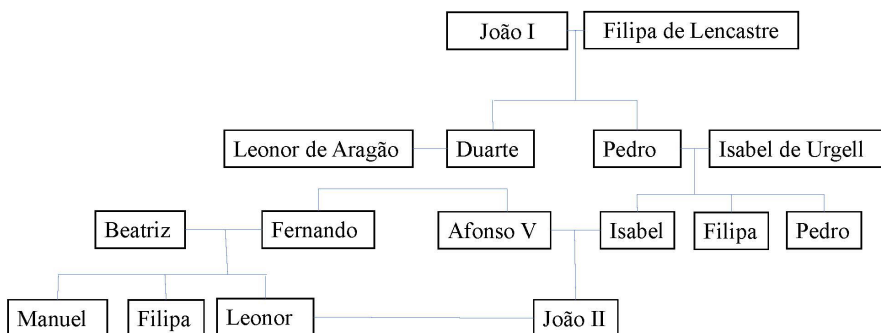 João I
Filipa de Lencastre
Leonor de Aragão
Duarte
Pedro
Isabel de Urgell
Beatriz
Fernando
Afonso V
Isabel
Filipa
Pedro
Manuel
Filipa
Leonor
João II